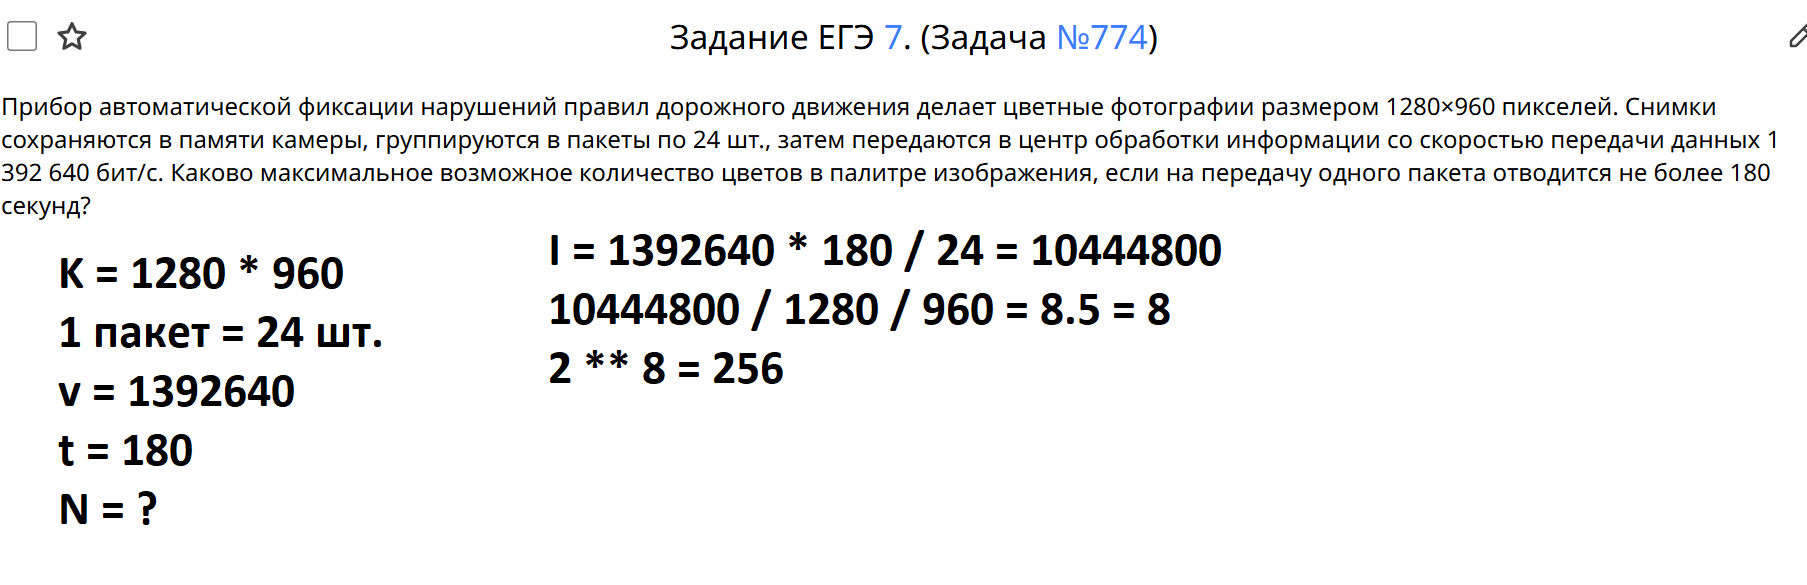 Задание ЕГЭ 7. (Задача №774)
Прибор автоматической фиксации нарушений правил дорожного движения делает цветные фотографии размером 1280×960 пикселей. Снимки
сохраняются в памяти камеры, группируются в пакеты по 24 шт., затем передаются в центр обработки информации со скоростью передачи данных 1
392 640 бит/с. Каково максимальное возможное количество цветов в палитре изображения, если на передачу одного пакета отводится не более 180
секунд?
K = 1280 * 960
1 пакет = 24 шт.
v = 1392640
t = 180
N = ?
I = 1392640 * 180 / 24 = 10444800
10444800 / 1280 / 960 = 8.5 = 8
2 ** 8 = 256